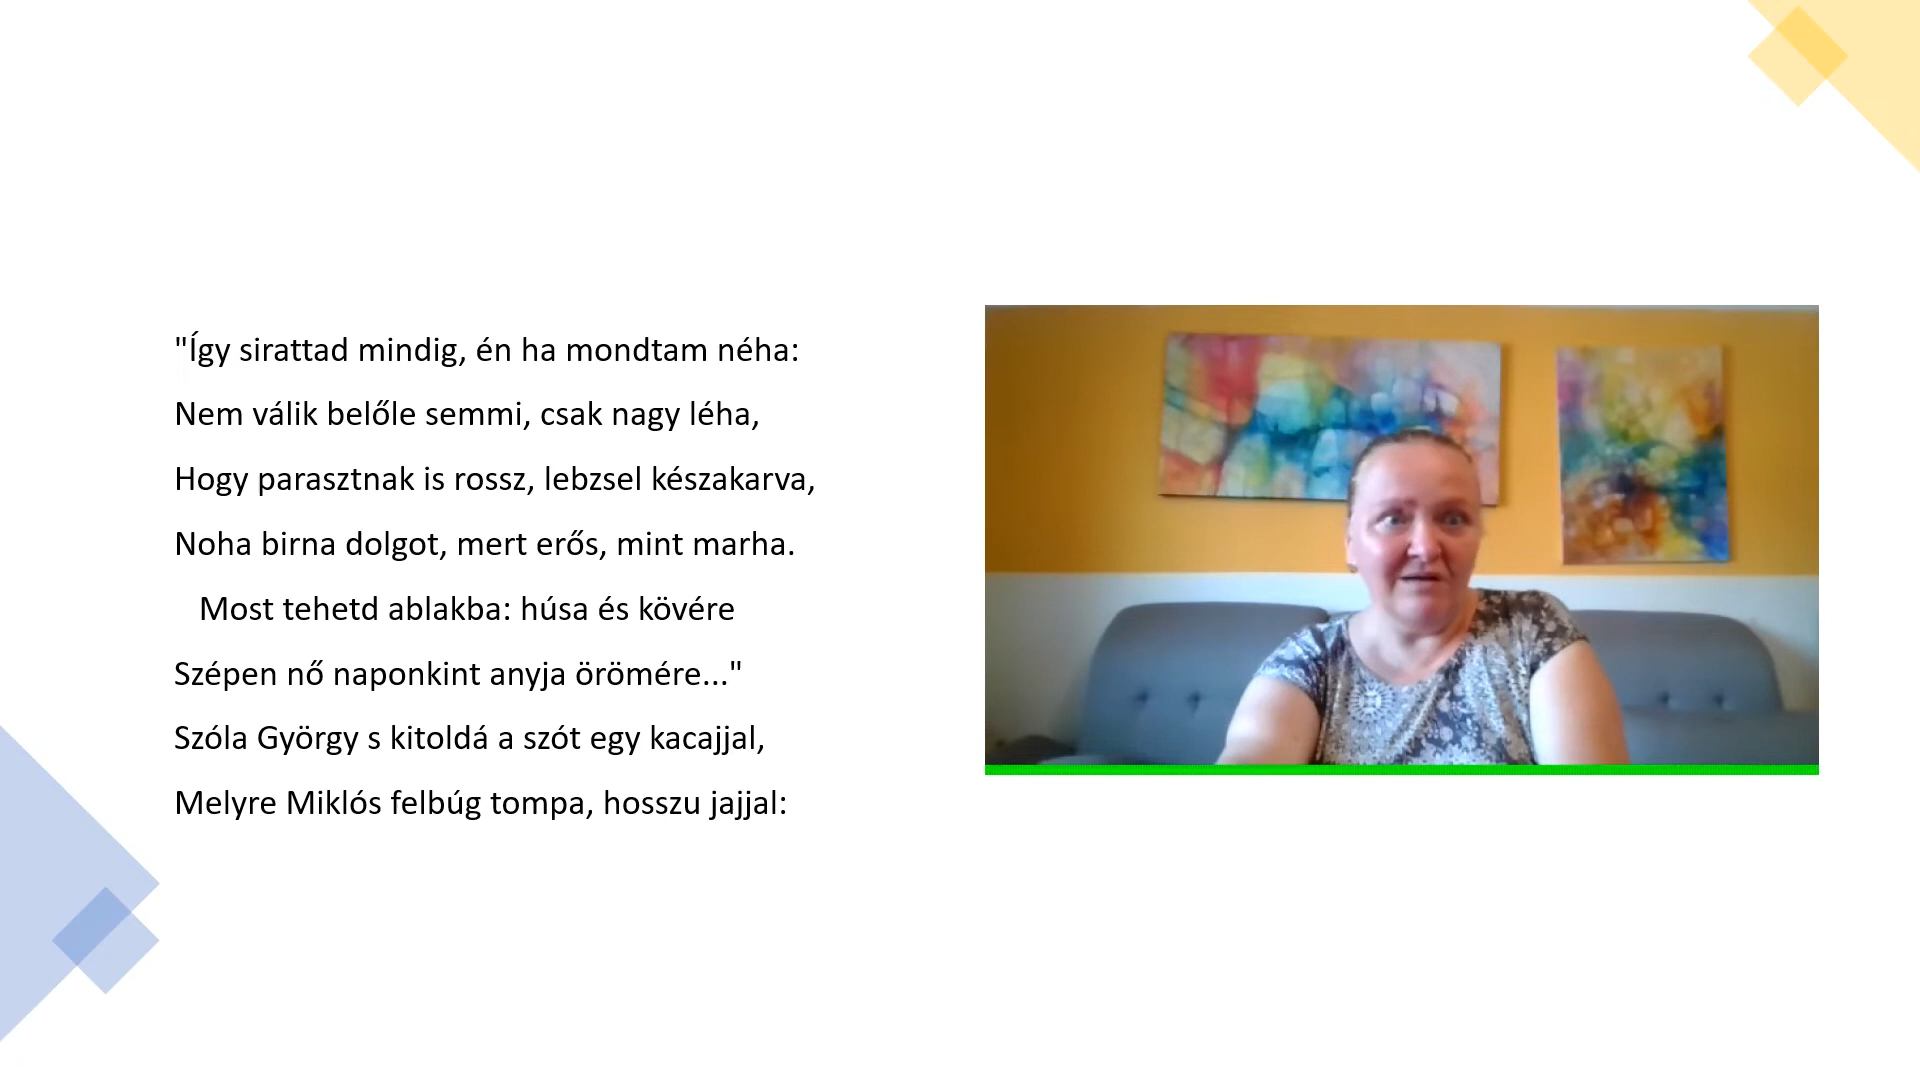 "Így sirattad mindig, én ha mondtam néha:
Nem válik belőle semmi, csak nagy léha,
Hogy parasztnak is rossz, lebzsel készakarva,
Noha birna dolgot, mert erős, mint marha.
Most tehetd ablakba: húsa és kövére
Szépen nő naponkint anyja örömére..."
Szóla György s kitoldá a szót egy kacajjal,
Melyre Miklós felbúg tompa, hosszu jajjal: